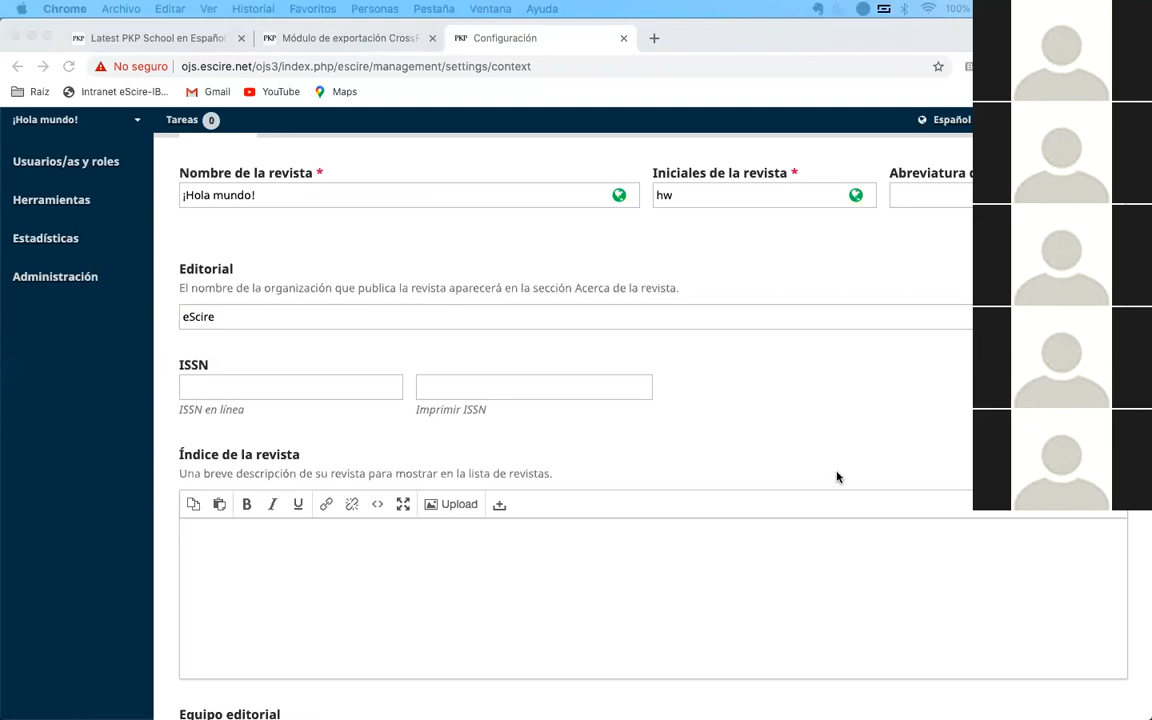 Chrome Archivo Editar Ver Historial Favoritos Personas Pestaña Ventana Ayuda 100%
PKP Latest PKP School en Español PKP Módulo de exportación CrossR PKP Configuración
No seguro ojs.escire.net/ojs3/index.php/escire/management/settings/context
Raíz Intranet eScire-IB... Gmail YouTube Maps
¡Hola mundo! Tareas 0 Español
Usuarios/as y roles
Herramientas
Estadísticas
Administración
Nombre de la revista * Iniciales de la revista * Abreviatura
¡Hola mundo! hw
Editorial
El nombre de la organización que publica la revista aparecerá en la sección Acerca de la revista.
eScire
ISSN
ISSN en línea Imprimir ISSN
Índice de la revista
Una breve descripción de su revista para mostrar en la lista de revistas.
B I U Upload
Equipo editorial